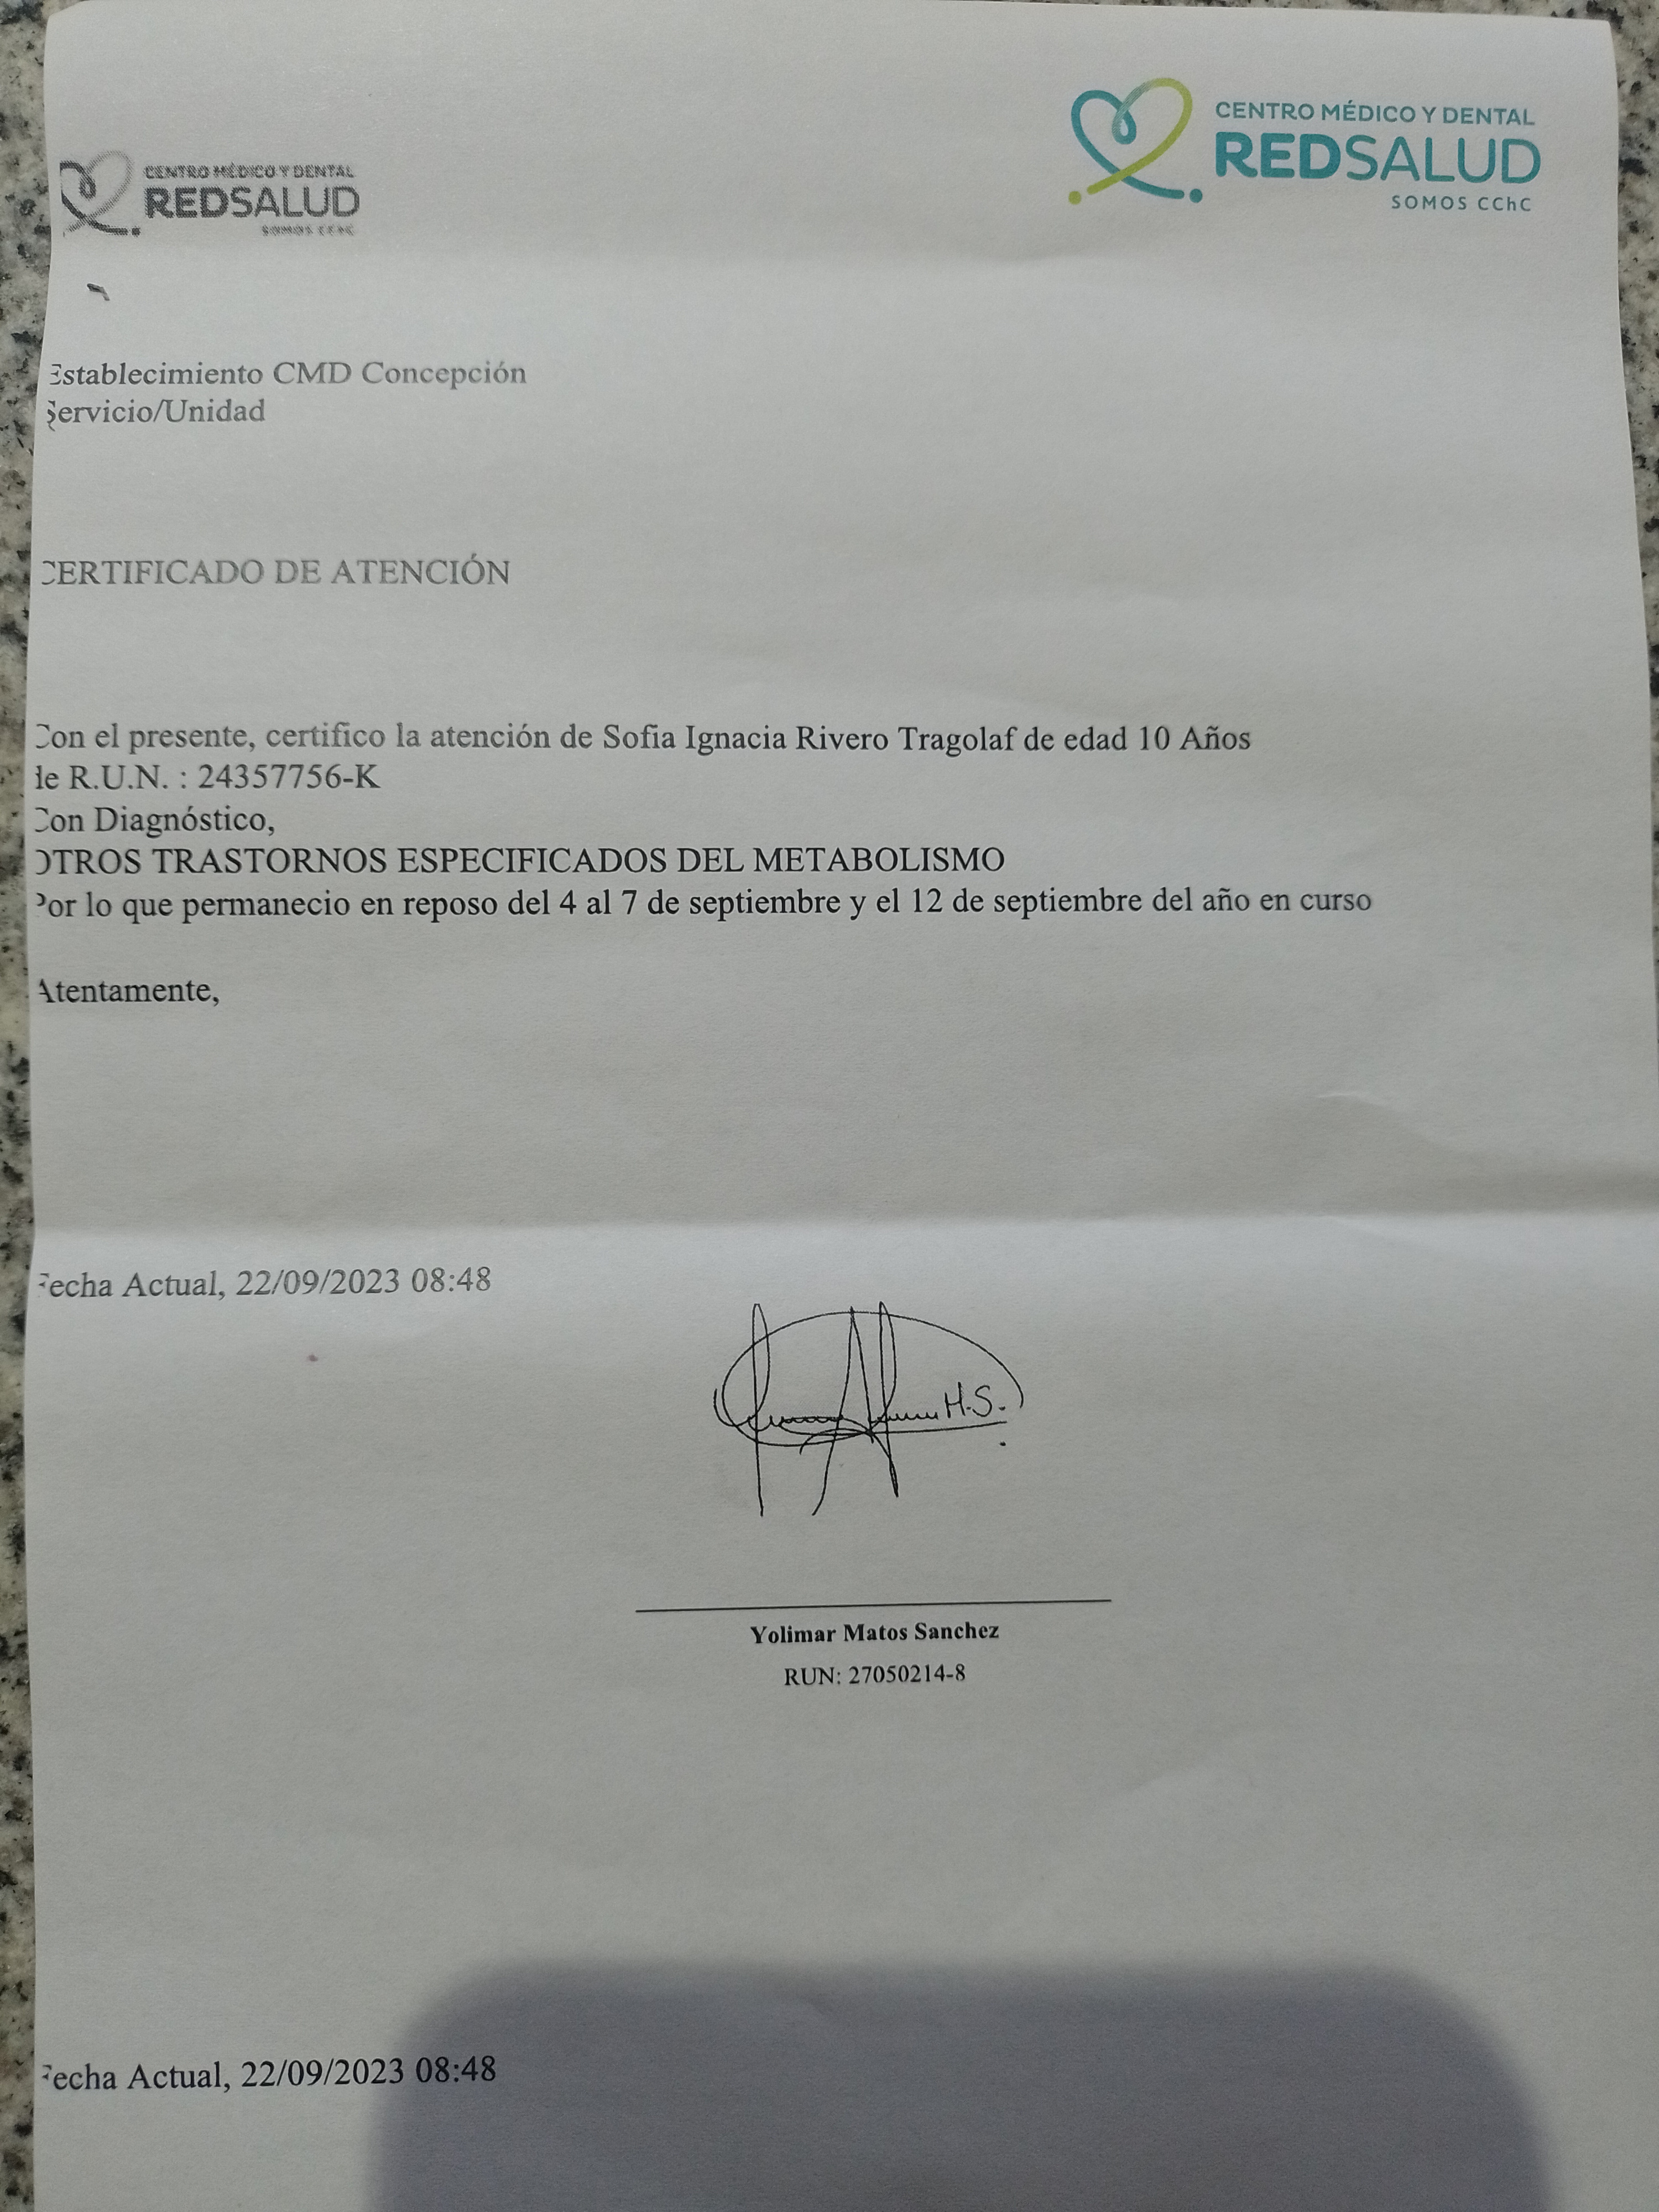 CENTRO MÉDICO Y DENTAL
REDSALUD
SOMOS CChC
CENTRO MÉDICO Y DENTAL
REDSALUD
SOMOS CChC
Establecimiento CMD Concepción
Servicio/Unidad
CERTIFICADO DE ATENCIÓN
Con el presente, certifico la atención de Sofia Ignacia Rivero Tragolaf de edad 10 Años
de R.U.N. : 24357756-K
Con Diagnóstico,
OTROS TRASTORNOS ESPECIFICADOS DEL METABOLISMO
Por lo que permanecio en reposo del 4 al 7 de septiembre y el 12 de septiembre del año en curso
Atentamente,
Fecha Actual, 22/09/2023 08:48
M.S.
Yolimar Matos Sanchez
RUN: 27050214-8
Fecha Actual, 22/09/2023 08:48